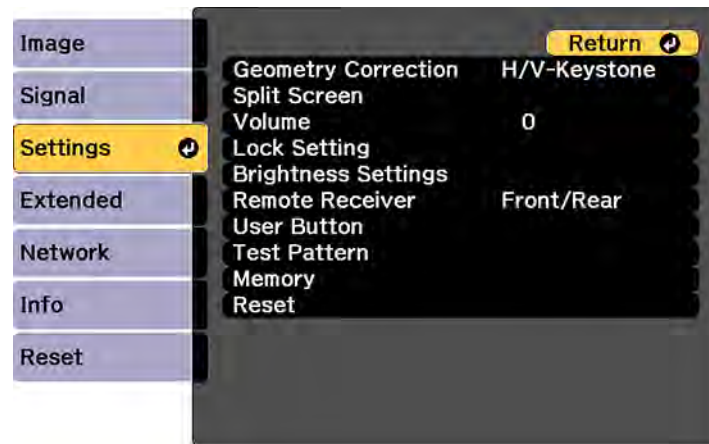 Image
Signal
Settings
Extended
Network
Info
Reset
Return
Geometry Correction H/V-Keystone
Split Screen
Volume 0
Lock Setting
Brightness Settings
Remote Receiver Front/Rear
User Button
Test Pattern
Memory
Reset